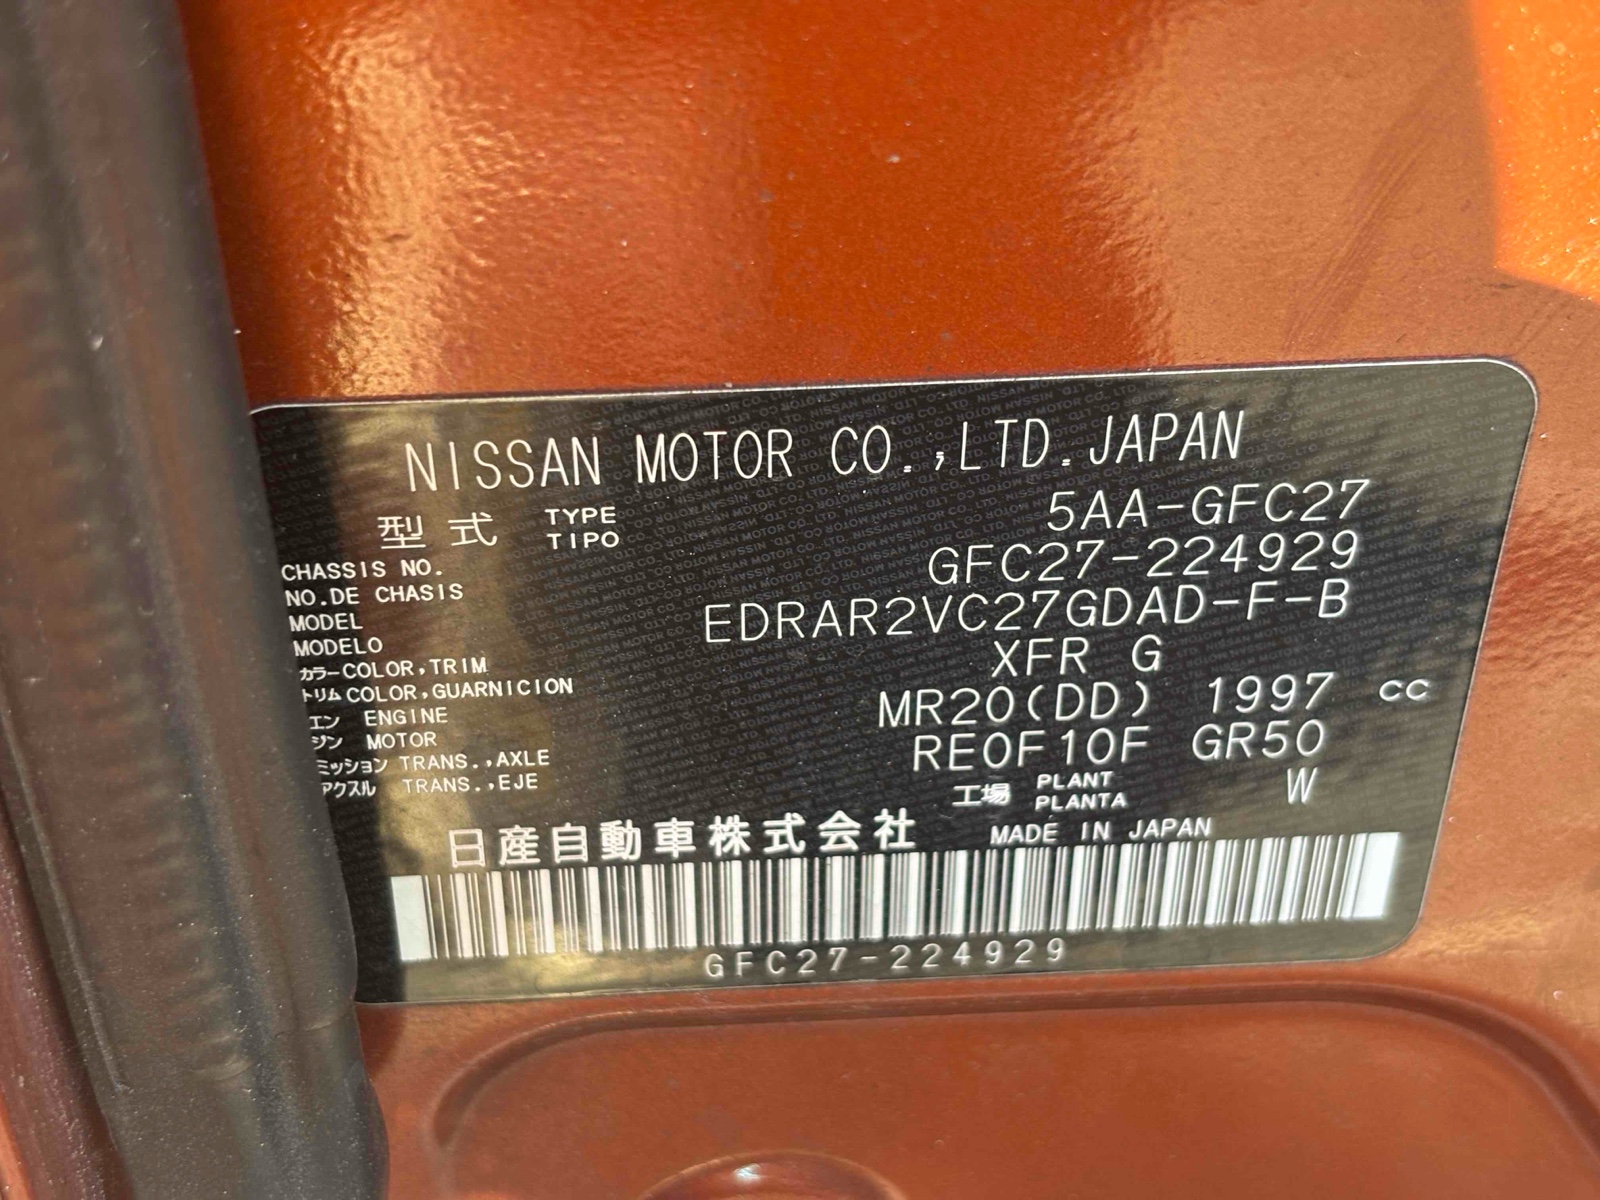 NISSAN MOTOR CO.,LTD.JAPAN
型式 TYPE TIPO 5AA-GFC27
CHASSIS NO.
NO.DE CHASIS GFC27-224929
MODEL
MODELO EDRAR2VC27GDAD-F-B
カラー COLOR,TRIM
トリム COLOR,GUARNICION XFR G
エン ENGINE
ジン MOTOR MR20(DD) 1997 cc
ミッション TRANS.,AXLE
アクスル TRANS.,EJE RE0F10F GR50
工場 PLANT PLANTA W
日産自動車株式会社 MADE IN JAPAN
GFC27-224929